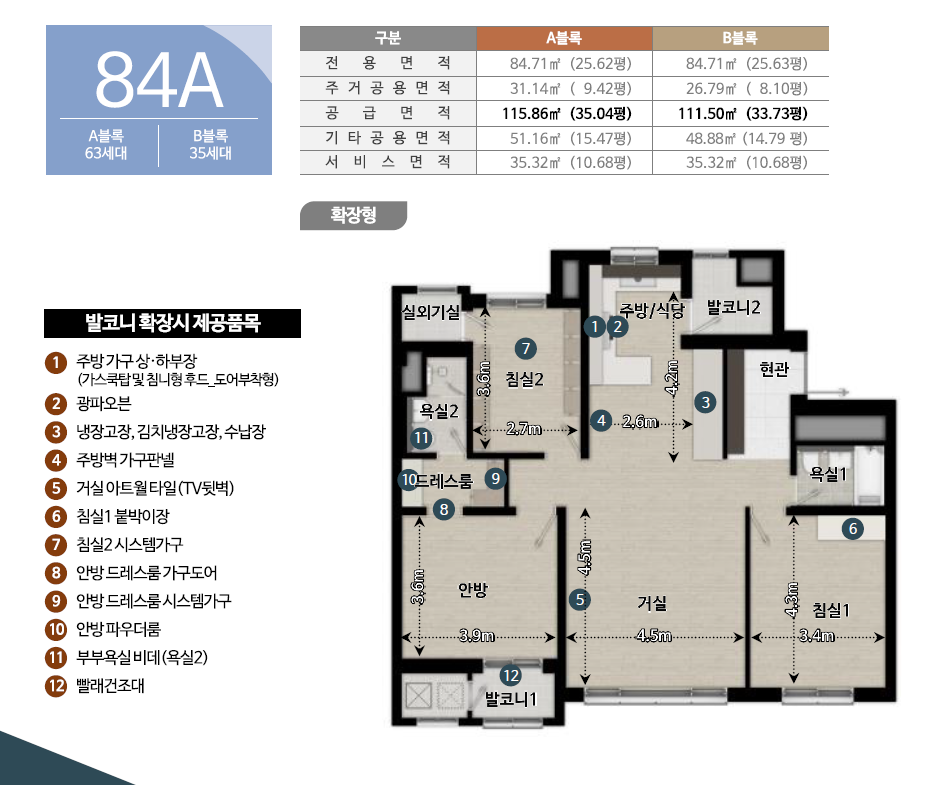 84A
A블록
63세대
B블록
35세대
구분 A블록 B블록
전 용 면 적 84.71㎡ (25.62평) 84.71㎡ (25.63평)
주 거 공 용 면 적 31.14㎡ ( 9.42평) 26.79㎡ ( 8.10평)
공 급 면 적 115.86㎡ (35.04평) 111.50㎡ (33.73평)
기 타 공 용 면 적 51.16㎡ (15.47평) 48.88㎡ (14.79 평)
서 비 스 면 적 35.32㎡ (10.68평) 35.32㎡ (10.68평)
확장형
발코니 확장시 제공품목
1 주방 가구 상·하부장
(가스쿡탑 및 침니형 후드_도어부착형)
2 광파오븐
3 냉장고장, 김치냉장고장, 수납장
4 주방벽 가구판넬
5 거실 아트월 타일 (TV뒷벽)
6 침실1 붙박이장
7 침실2 시스템가구
8 안방 드레스룸 가구도어
9 안방 드레스룸 시스템가구
10 안방 파우더룸
11 부부욕실 비데 (욕실2)
12 빨래건조대
실외기실
주방/식당
발코니2
1 2
7
침실2
3.6m
2.7m
4.2m
현관
3
4
2.6m
욕실2
11
10 드레스룸 9
8
욕실1
6
안방
3.6m
3.9m
4.5m
5
거실
4.5m
4.3m
침실1
3.4m
12
발코니1